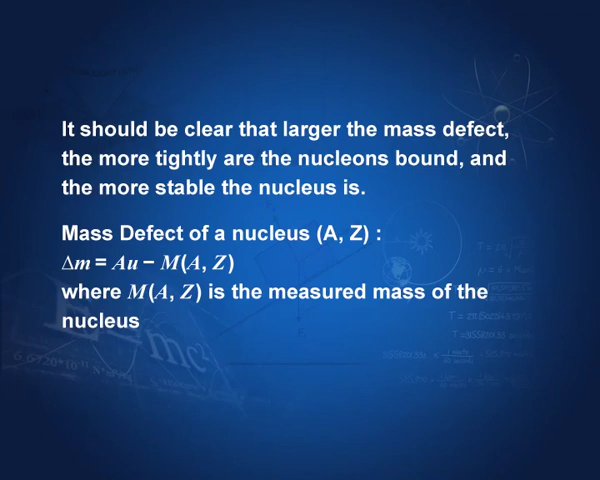 It should be clear that larger the mass defect,
the more tightly are the nucleons bound, and
the more stable the nucleus is.
Mass Defect of a nucleus (A, Z) :
Δm = Au − M(A, Z)
where M(A, Z) is the measured mass of the
nucleus
mc²